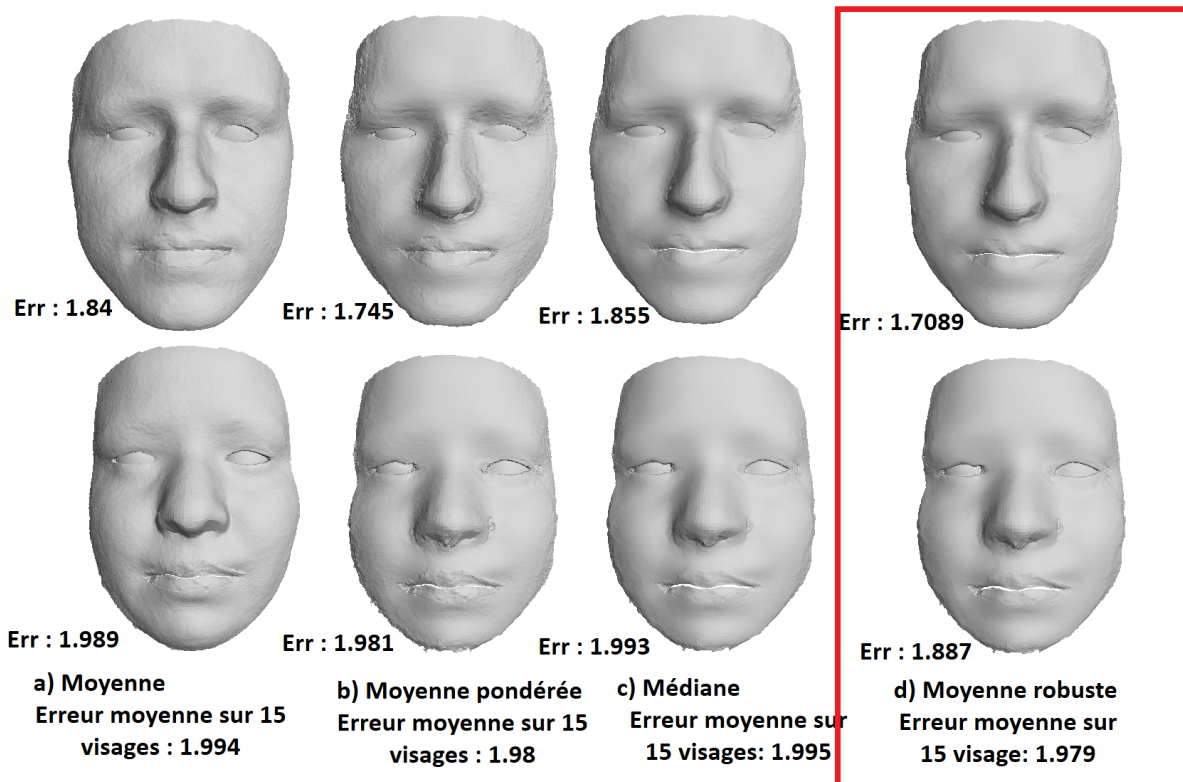 Err : 1.84
Err : 1.745
Err : 1.855
Err : 1.7089
Err : 1.989
Err : 1.981
Err : 1.993
Err : 1.887
a) Moyenne
Erreur moyenne sur 15
visages : 1.994
b) Moyenne pondérée
Erreur moyenne sur 15
visages : 1.98
c) Médiane
Erreur moyenne sur
15 visages: 1.995
d) Moyenne robuste
Erreur moyenne sur
15 visage: 1.979